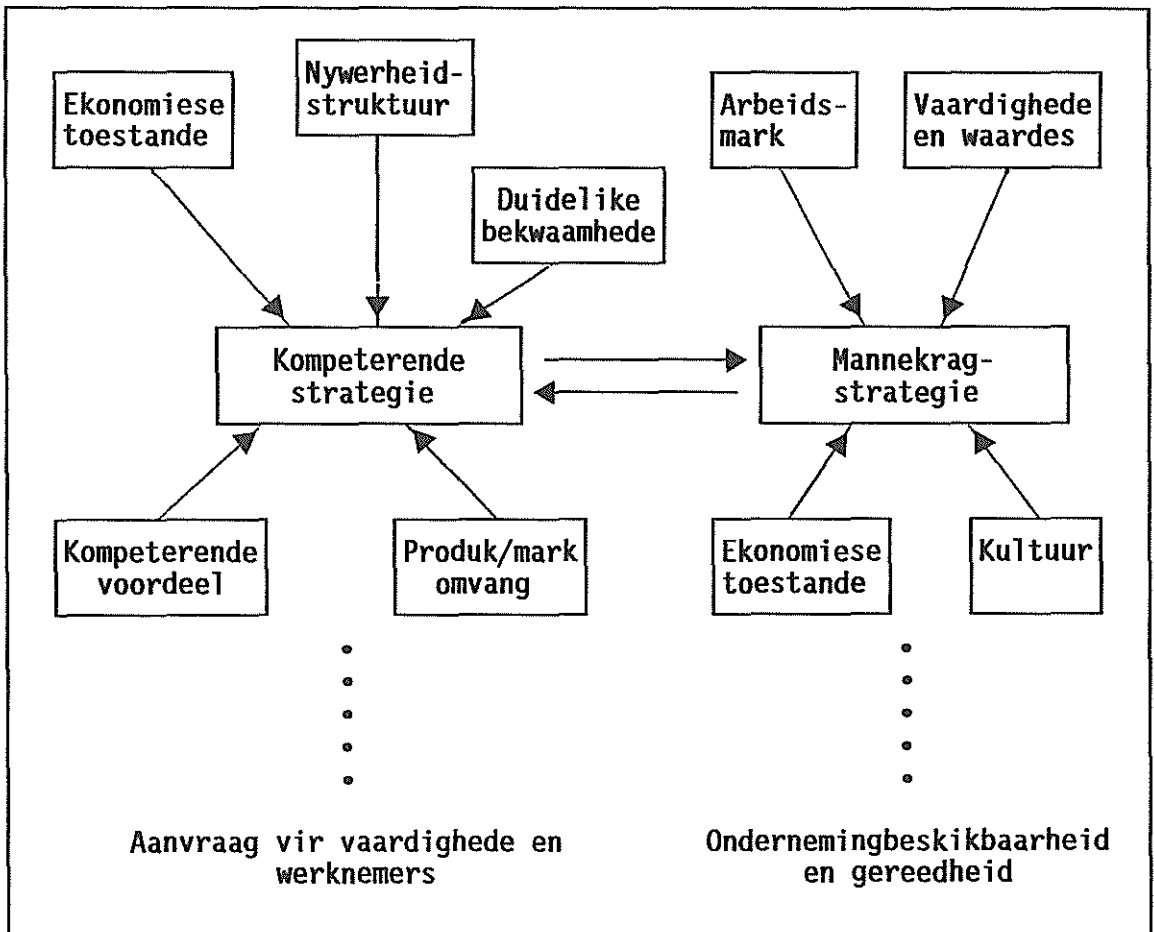 Ekonomiese
toestande
Nywerheid-
struktuur
Duidelike
bekwaamhede
Arbeids-
mark
Vaardighede
en waardes
Kompeterende
strategie
Mannekrag-
strategie
Kompeterende
voordeel
Produk/mark
omvang
Ekonomiese
toestande
Kultuur
Aanvraag vir vaardighede en
werknemers
Ondernemingbeskikbaarheid
en gereedheid